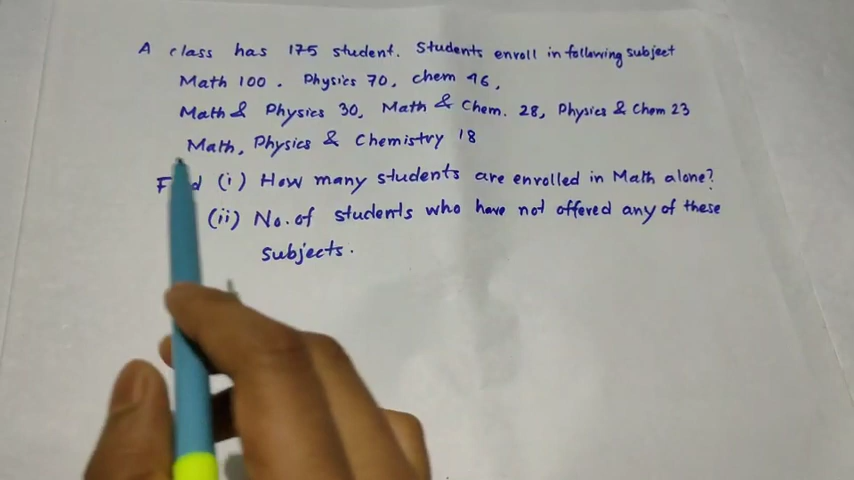 A class has 175 student. Students enroll in following subject
Math 100. Physics 70, chem 46,
Math & Physics 30, Math & Chem. 28, Physics & Chem 23
Math, Physics & Chemistry 18
(i) How many students are enrolled in Math alone?
(ii) No. of students who have not offered any of these
subjects.